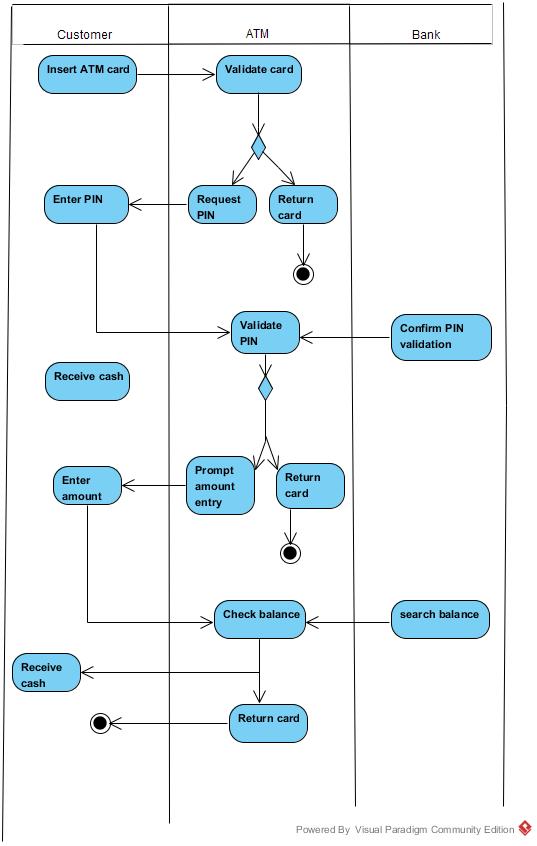 Customer
ATM
Bank
Insert ATM card
Validate card
Enter PIN
Request
PIN
Return
card
Validate
PIN
Confirm PIN
validation
Receive cash
Enter
amount
Prompt
amount
entry
Return
card
Check balance
search balance
Receive
cash
Return card
Powered By Visual Paradigm Community Edition